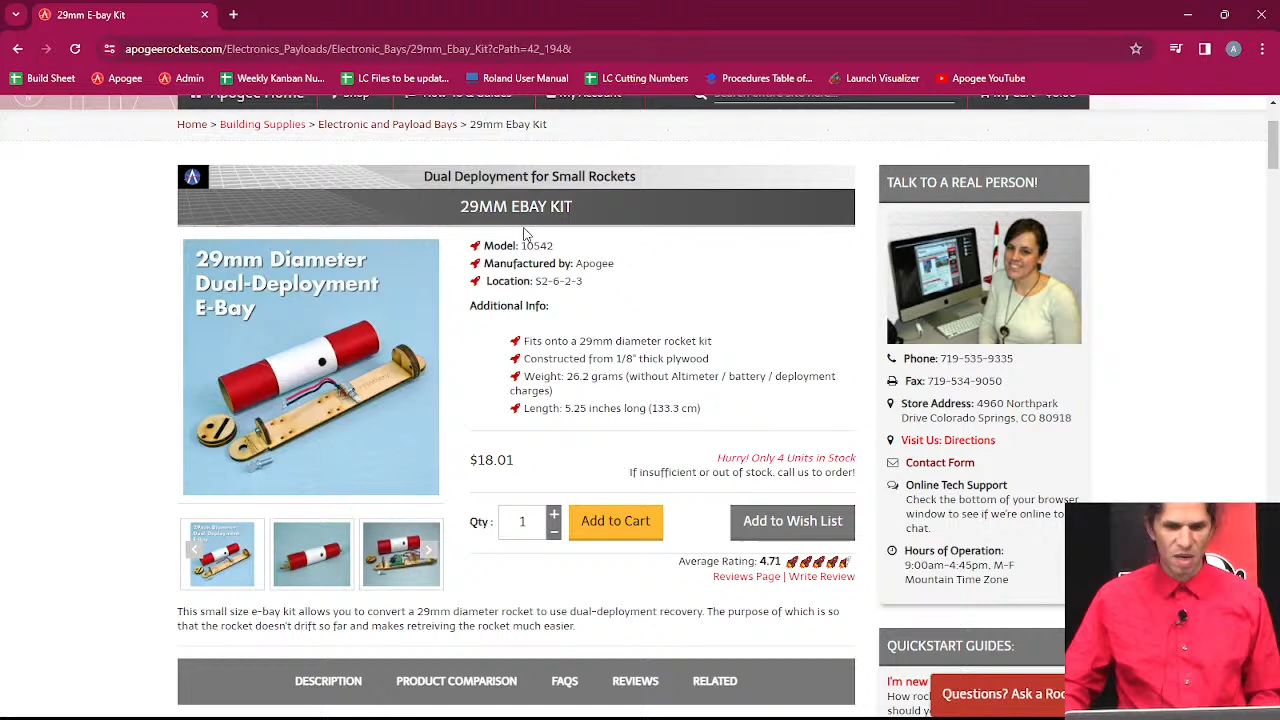 29mm E-bay Kit
apogeerockets.com/Electronics_Payloads/Electronic_Bays/29mm_Ebay_Kit?cPath=42_194&
A
Build Sheet
Apogee
Admin
Weekly Kanban Nu...
LC Files to be updat...
Roland User Manual
LC Cutting Numbers
Procedures Table of...
Launch Visualizer
Apogee YouTube
Home > Building Supplies > Electronic and Payload Bays > 29mm Ebay Kit
Dual Deployment for Small Rockets
29MM EBAY KIT
29mm Diameter
Dual-Deployment
E-Bay
Model: 10542
Manufactured by: Apogee
Location: S2-6-2-3
Additional Info:
Fits onto a 29mm diameter rocket kit
Constructed from 1/8" thick plywood
Weight: 26.2 grams (without Altimeter / battery / deployment
charges)
Length: 5.25 inches long (133.3 cm)
$18.01
Hurry! Only 4 Units in Stock
If insufficient or out of stock, call us to order!
Qty : 1 + −
Add to Cart
Add to Wish List
Average Rating: 4.71
Reviews Page | Write Review
This small size e-bay kit allows you to convert a 29mm diameter rocket to use dual-deployment recovery. The purpose of which is so
that the rocket doesn't drift so far and makes retreiving the rocket much easier.
DESCRIPTION
PRODUCT COMPARISON
FAQS
REVIEWS
RELATED
TALK TO A REAL PERSON!
Phone: 719-535-9335
Fax: 719-534-9050
Store Address: 4960 Northpark
Drive Colorado Springs, CO 80918
Visit Us: Directions
Contact Form
Online Tech Support
Check the bottom of your browser
window to see if we're online to
chat.
Hours of Operation:
9:00am-4:45pm, M-F
Mountain Time Zone
QUICKSTART GUIDES:
I'm new
How roc
should yo
Questions? Ask a Roc